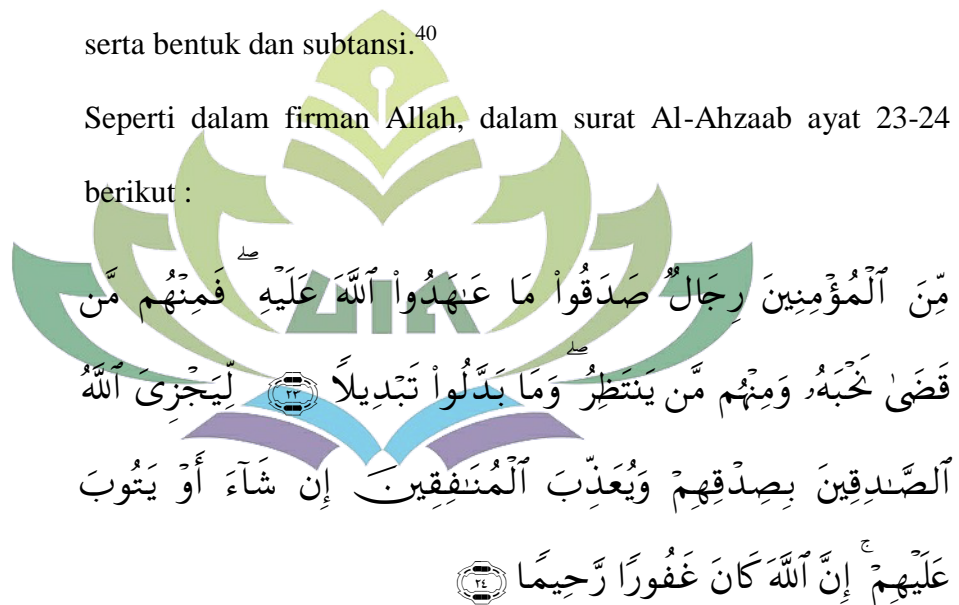 serta bentuk dan subtansi.40
Seperti dalam firman Allah, dalam surat Al-Ahzaab ayat 23-24
berikut :
مِّنَ ٱلْمُؤْمِنِينَ رِجَالٌ صَدَقُوا۟ مَا عَـٰهَدُوا۟ ٱللَّهَ عَلَيْهِ ۖ فَمِنْهُم مَّن
قَضَىٰ نَحْبَهُۥ وَمِنْهُم مَّن يَنتَظِرُ ۖ وَمَا بَدَّلُوا۟ تَبْدِيلًا ﴿٢٣﴾ لِّيَجْزِىَ ٱللَّهُ
ٱلصَّـٰدِقِينَ بِصِدْقِهِمْ وَيُعَذِّبَ ٱلْمُنَـٰفِقِينَ إِن شَآءَ أَوْ يَتُوبَ
عَلَيْهِمْ ۚ إِنَّ ٱللَّهَ كَانَ غَفُورًا رَّحِيمًا ﴿٢٤﴾